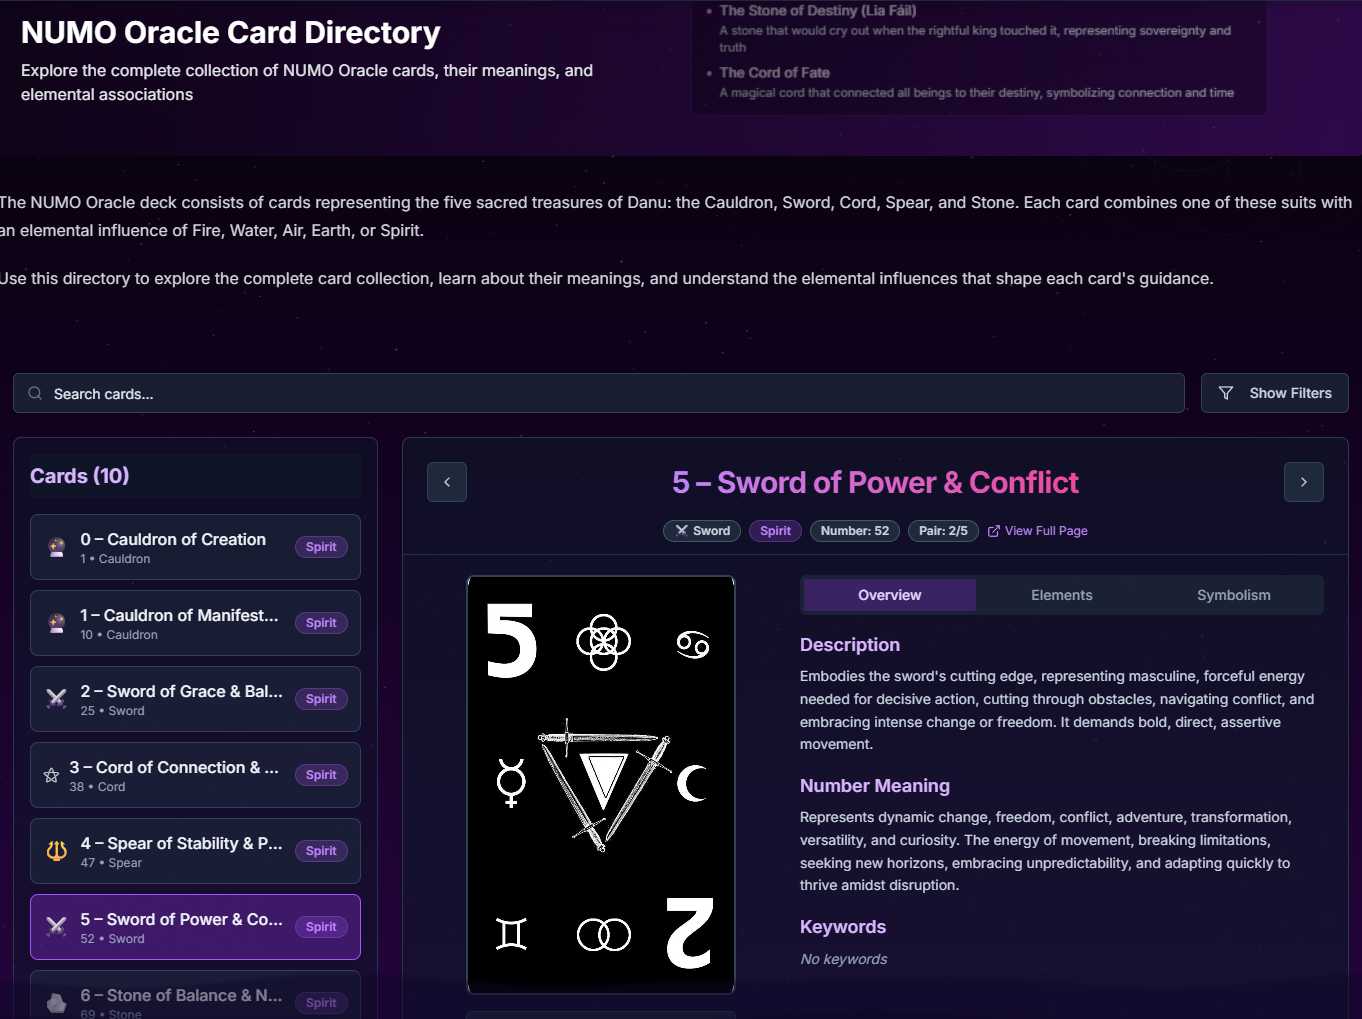 NUMO Oracle Card Directory
Explore the complete collection of NUMO Oracle cards, their meanings, and
elemental associations
The Stone of Destiny (Lia Fáil)
A stone that would cry out when the rightful king touched it, representing sovereignty and
truth
The Cord of Fate
A magical cord that connected all beings to their destiny, symbolizing connection and time
The NUMO Oracle deck consists of cards representing the five sacred treasures of Danu: the Cauldron, Sword, Cord, Spear, and Stone. Each card combines one of these suits with
an elemental influence of Fire, Water, Air, Earth, or Spirit.
Use this directory to explore the complete card collection, learn about their meanings, and understand the elemental influences that shape each card's guidance.
Search cards...
Show Filters
Cards (10)
0 – Cauldron of Creation
1 • Cauldron
Spirit
1 – Cauldron of Manifest...
10 • Cauldron
Spirit
2 – Sword of Grace & Bal...
25 • Sword
Spirit
3 – Cord of Connection & ...
38 • Cord
Spirit
4 – Spear of Stability & P...
47 • Spear
Spirit
5 – Sword of Power & Co...
52 • Sword
Spirit
6 – Stone of Balance & N...
69 • Stone
Spirit
5 – Sword of Power & Conflict
Sword
Spirit
Number: 52
Pair: 2/5
View Full Page
5
2
Overview
Elements
Symbolism
Description
Embodies the sword's cutting edge, representing masculine, forceful energy
needed for decisive action, cutting through obstacles, navigating conflict, and
embracing intense change or freedom. It demands bold, direct, assertive
movement.
Number Meaning
Represents dynamic change, freedom, conflict, adventure, transformation,
versatility, and curiosity. The energy of movement, breaking limitations,
seeking new horizons, embracing unpredictability, and adapting quickly to
thrive amidst disruption.
Keywords
No keywords